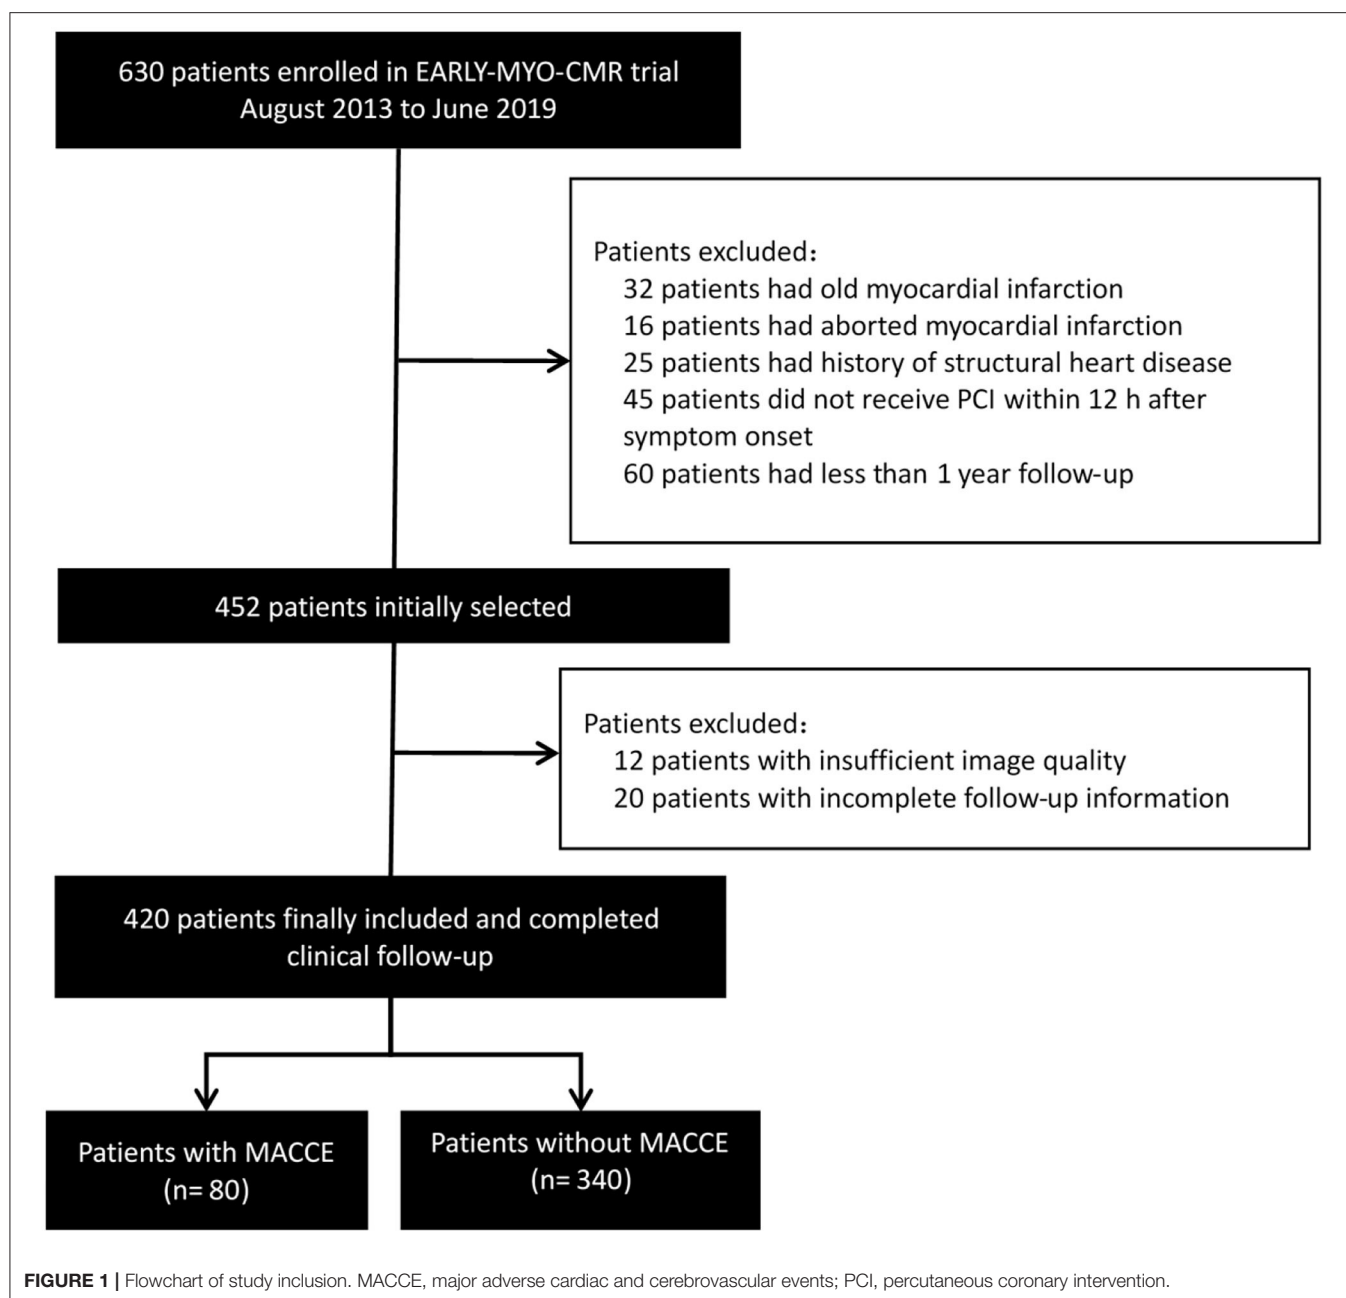 630 patients enrolled in EARLY-MYO-CMR trial
August 2013 to June 2019
Patients excluded：
32 patients had old myocardial infarction
16 patients had aborted myocardial infarction
25 patients had history of structural heart disease
45 patients did not receive PCI within 12 h after
symptom onset
60 patients had less than 1 year follow-up
452 patients initially selected
Patients excluded：
12 patients with insufficient image quality
20 patients with incomplete follow-up information
420 patients finally included and completed
clinical follow-up
Patients with MACCE
(n= 80)
Patients without MACCE
(n= 340)
FIGURE 1 | Flowchart of study inclusion. MACCE, major adverse cardiac and cerebrovascular events; PCI, percutaneous coronary intervention.